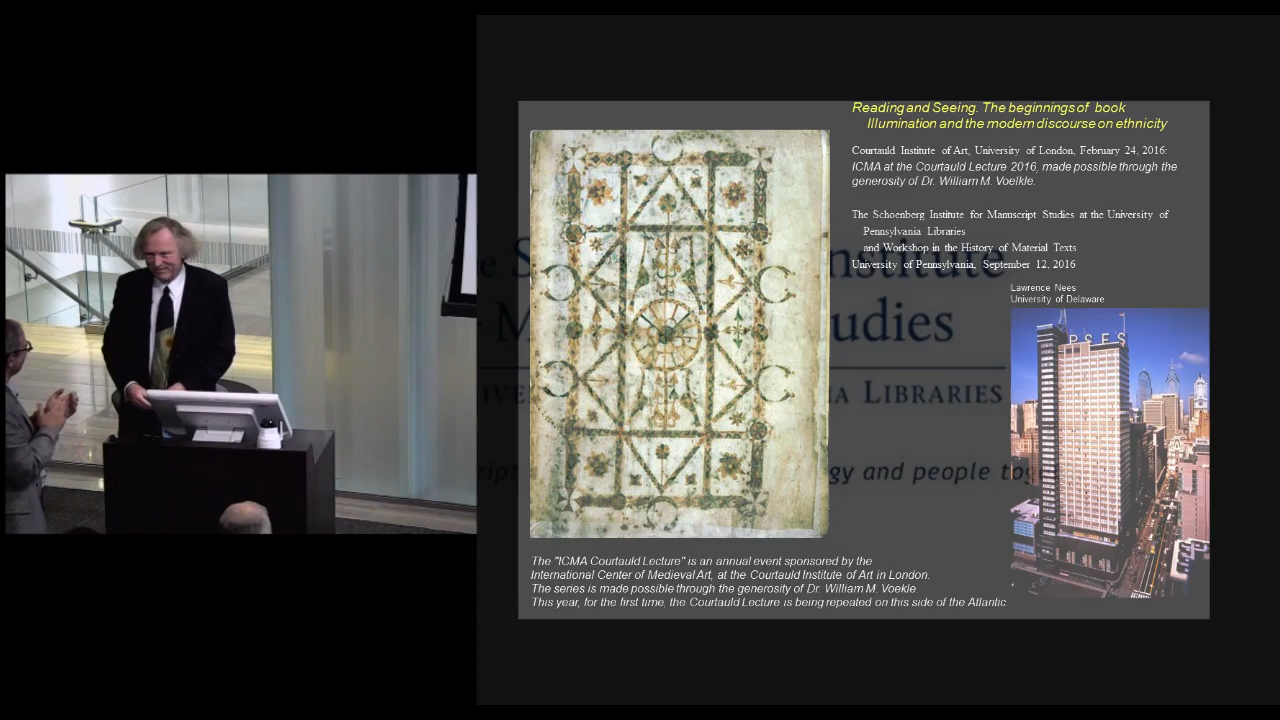 Reading and Seeing. The beginnings of book
Illumination and the modern discourse on ethnicity
Courtauld Institute of Art, University of London, February 24, 2016:
ICMA at the Courtauld Lecture 2016, made possible through the
generosity of Dr. William M. Voelkle.
The Schoenberg Institute for Manuscript Studies at the University of
Pennsylvania Libraries
and Workshop in the History of Material Texts
University of Pennsylvania, September 12, 2016
Lawrence Nees
University of Delaware
PSFS
The "ICMA Courtauld Lecture" is an annual event sponsored by the
International Center of Medieval Art, at the Courtauld Institute of Art in London.
The series is made possible through the generosity of Dr. William M. Voekle.
This year, for the first time, the Courtauld Lecture is being repeated on this side of the Atlantic
udies
IA LIBRARIES
gy and people to